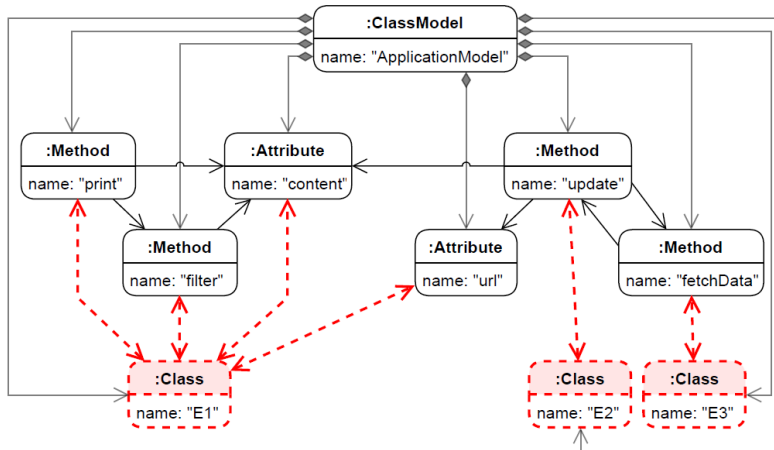 :ClassModel
name: "ApplicationModel"
:Method
name: "print"
:Attribute
name: "content"
:Method
name: "update"
:Method
name: "filter"
:Attribute
name: "url"
:Method
name: "fetchData"
:Class
name: "E1"
:Class
name: "E2"
:Class
name: "E3"